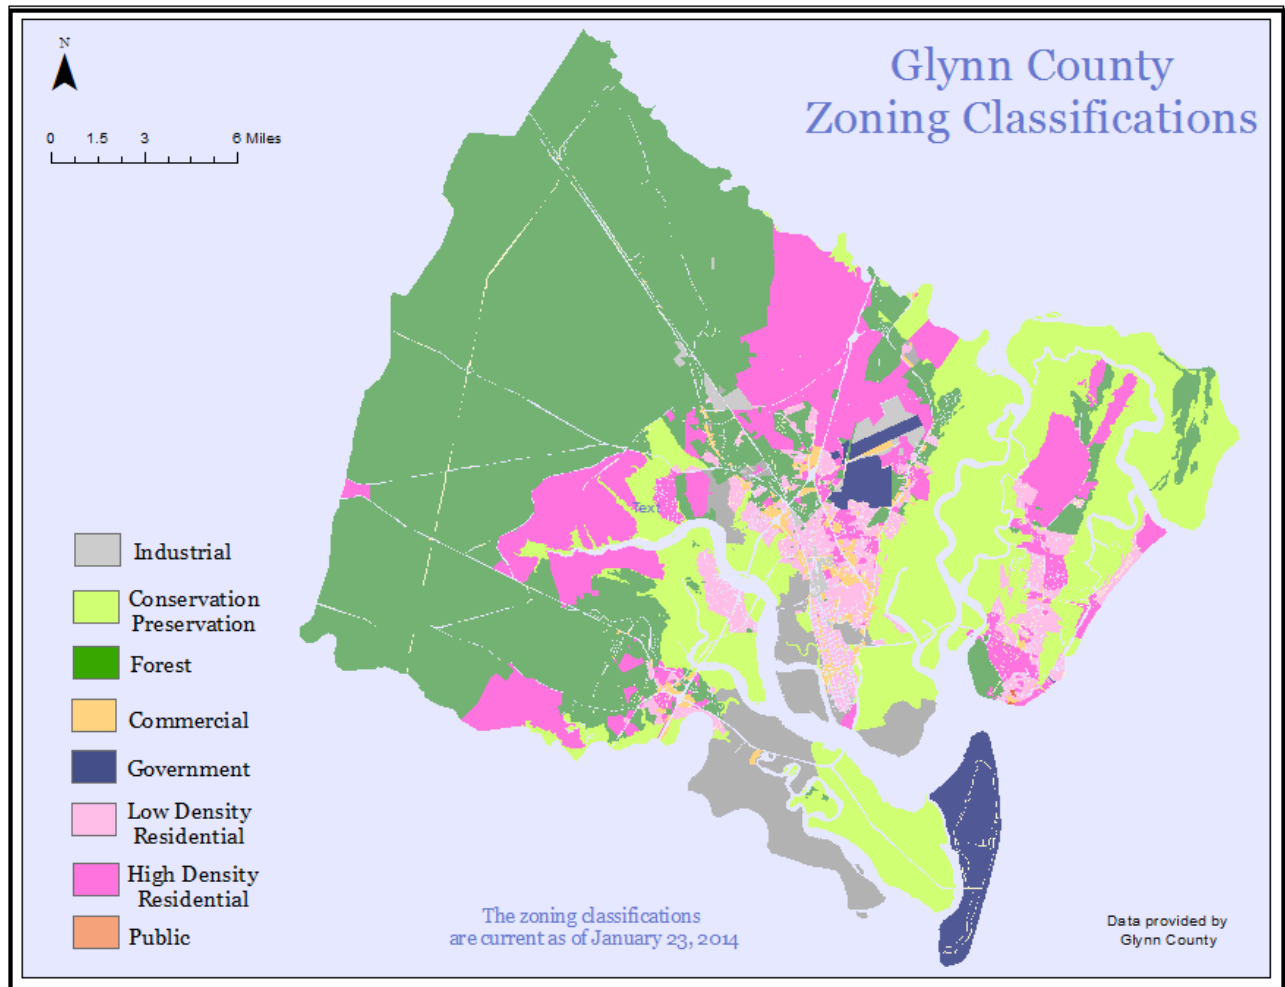 N
Glynn County
Zoning Classifications
0 1.5 3 6 Miles
Text
Industrial
Conservation
Preservation
Forest
Commercial
Government
Low Density
Residential
High Density
Residential
Public
The zoning classifications
are current as of January 23, 2014
Data provided by
Glynn County